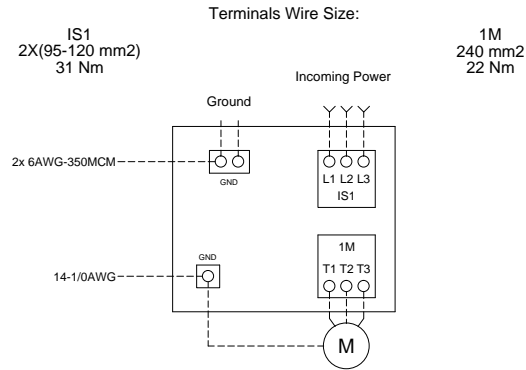 Terminals Wire Size:
IS1
2X(95-120 mm2)
31 Nm
1M
240 mm2
22 Nm
Incoming Power
Ground
2x 6AWG-350MCM
GND
L1 L2 L3
IS1
1M
GND
T1 T2 T3
14-1/0AWG
M